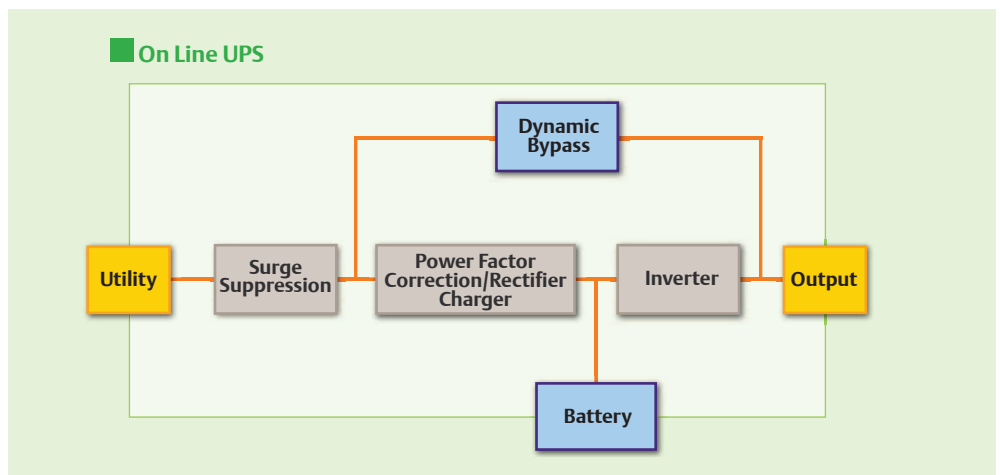 On Line UPS
Dynamic
Bypass
Utility
Surge
Suppression
Power Factor
Correction/Rectifier
Charger
Inverter
Output
Battery